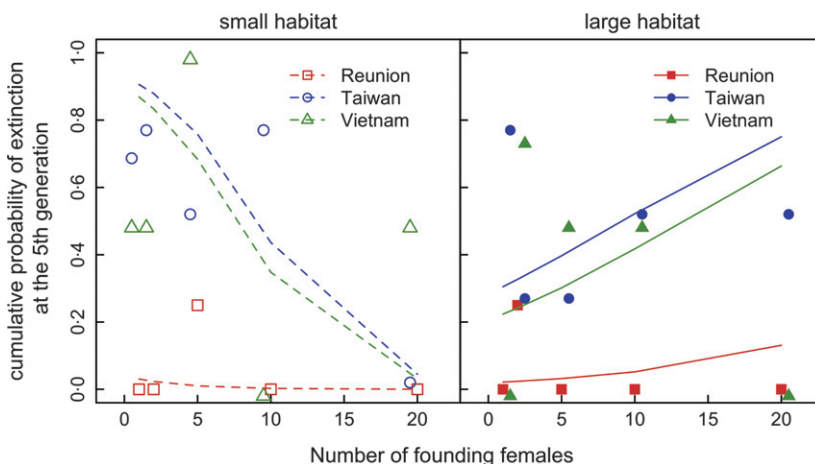 small habitat
large habitat
cumulative probability of extinction
at the 5th generation
1·0
0·8
0·6
0·4
0·2
0·0
Reunion
Taiwan
Vietnam
Reunion
Taiwan
Vietnam
0 5 10 15 20
0 5 10 15 20
Number of founding females